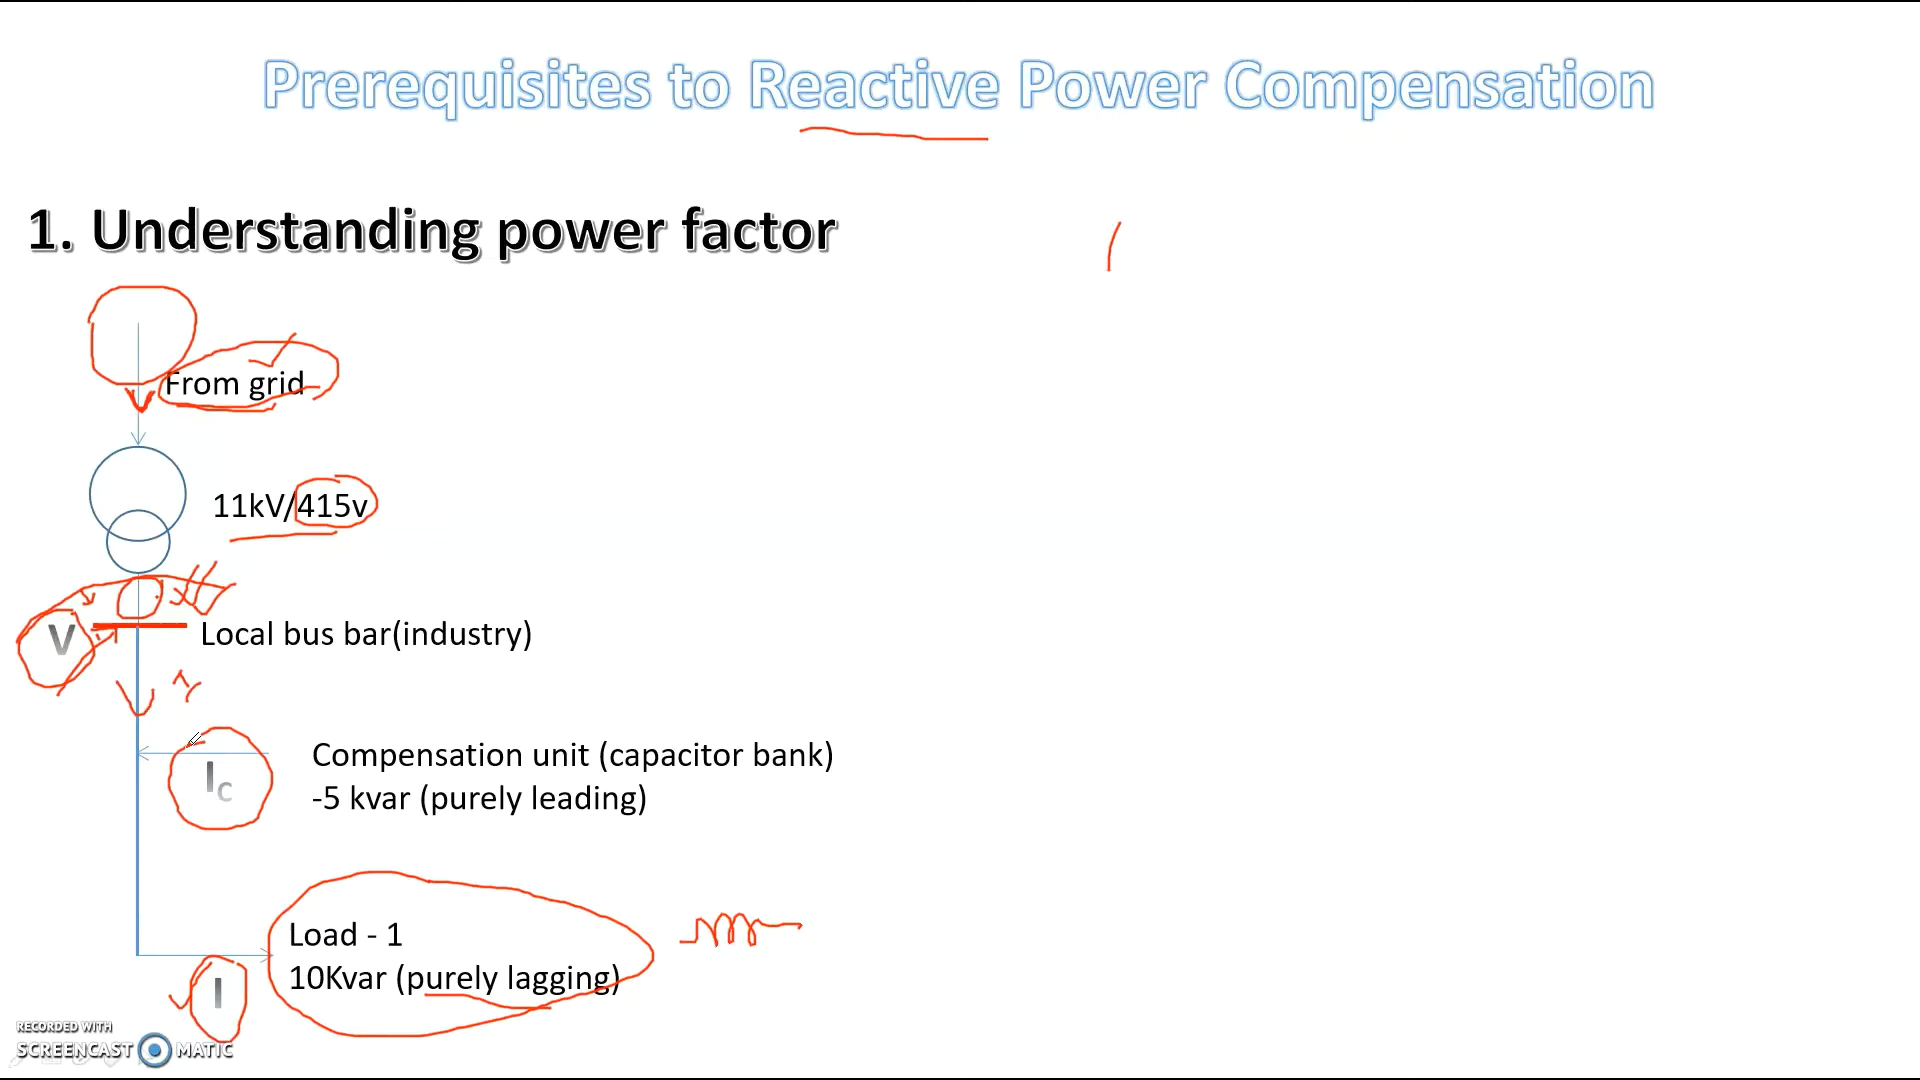 Prerequisites to Reactive Power Compensation
1. Understanding power factor
From grid
11kV/415v
V
Local bus bar(industry)
I
C
Compensation unit (capacitor bank)
-5 kvar (purely leading)
Load - 1
10Kvar (purely lagging)
I
RECORDED WITH
SCREENCAST MATIC